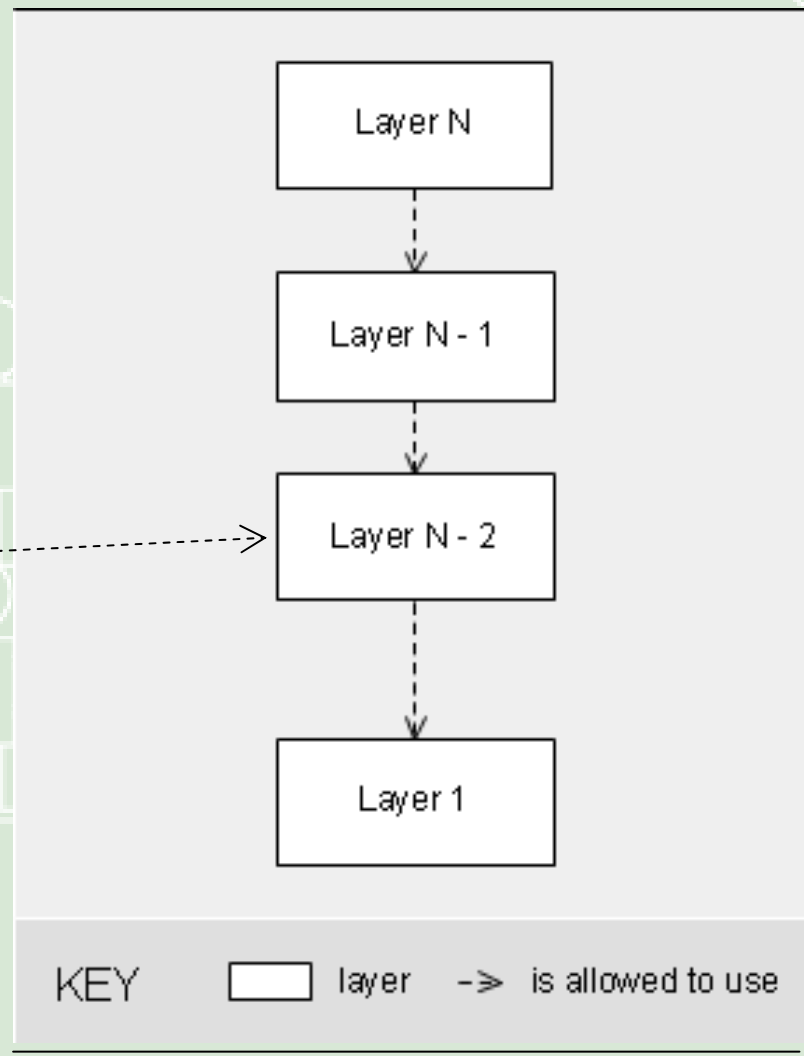 Layer N
Layer N - 1
Layer N - 2
Layer 1
KEY layer -> is allowed to use